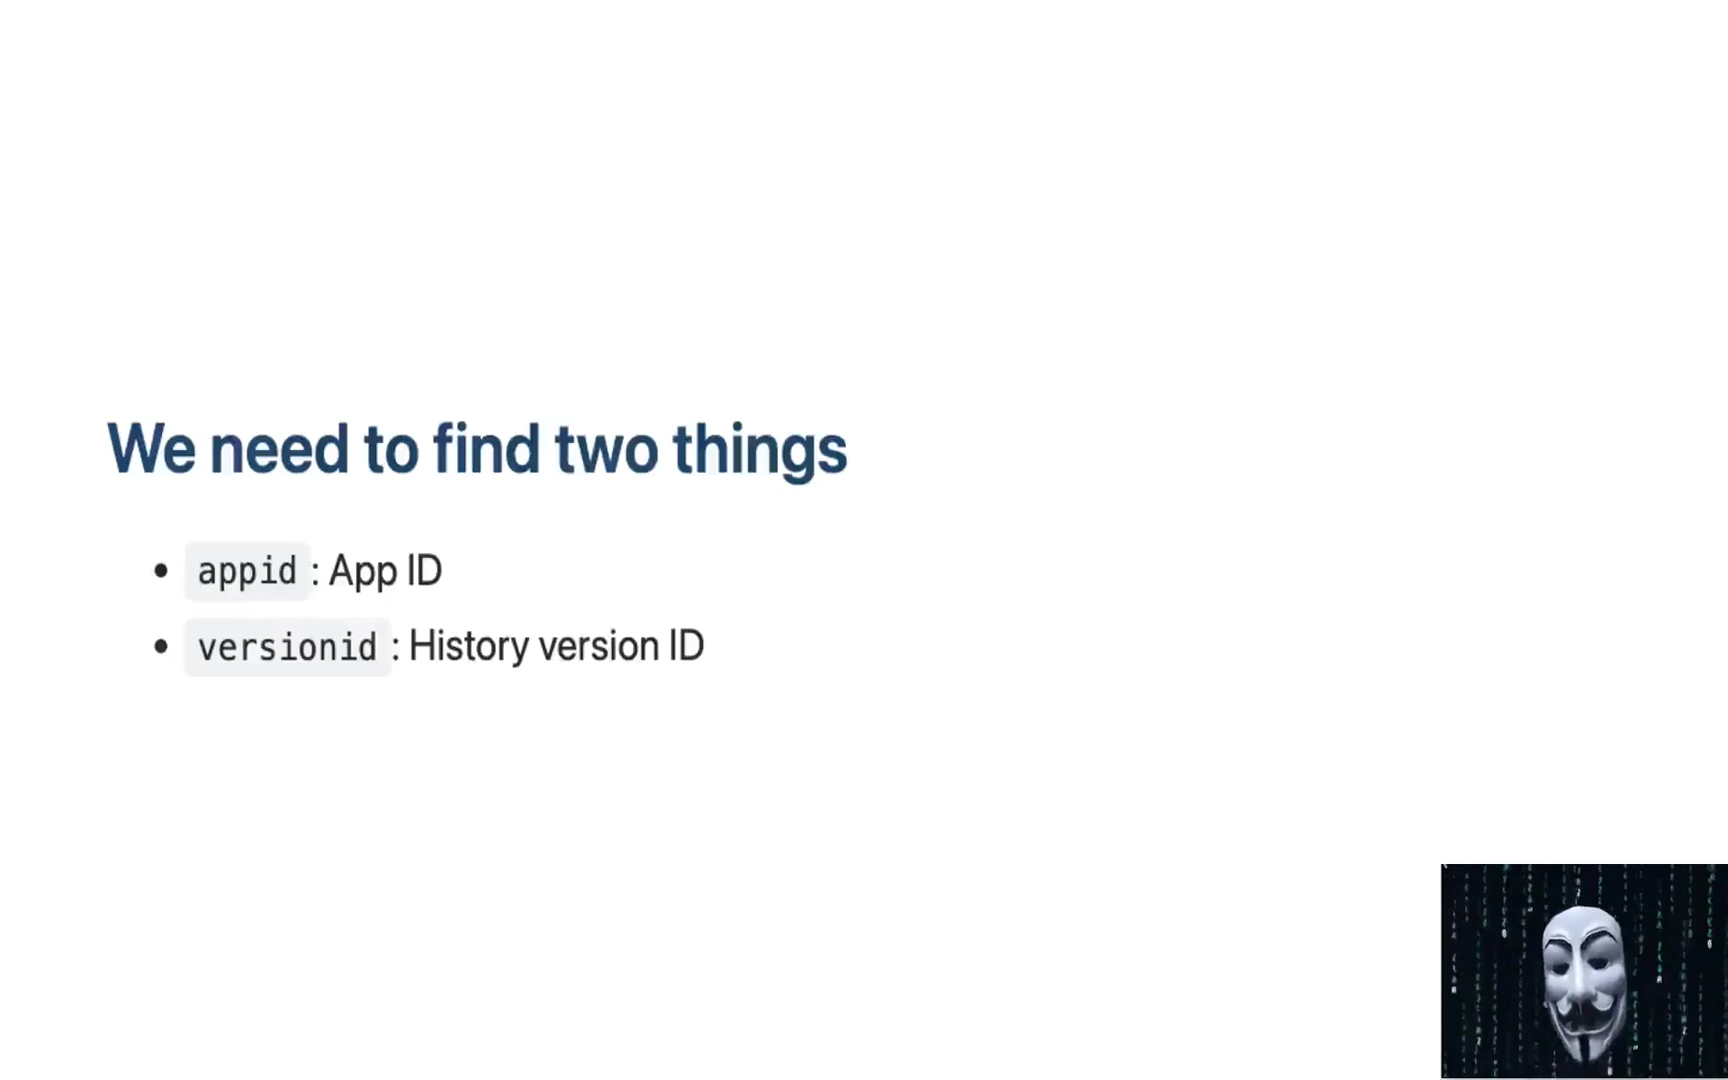 We need to find two things
• appid : App ID
• versionid : History version ID